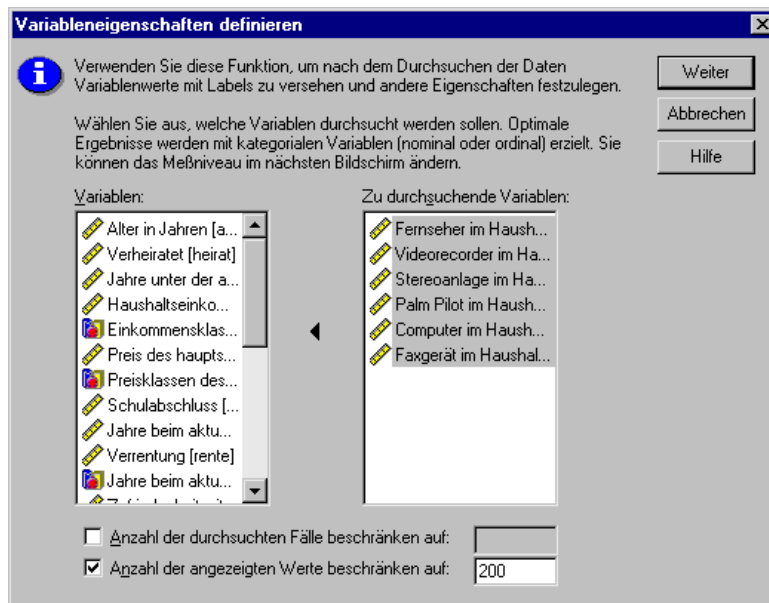 Variableneigenschaften definieren
Verwenden Sie diese Funktion, um nach dem Durchsuchen der Daten
Variablenwerte mit Labels zu versehen und andere Eigenschaften festzulegen.
Wählen Sie aus, welche Variablen durchsucht werden sollen. Optimale
Ergebnisse werden mit kategorialen Variablen (nominal oder ordinal) erzielt. Sie
können das Meßniveau im nächsten Bildschirm ändern.
Weiter
Abbrechen
Hilfe
Variablen:
Alter in Jahren [a...
Verheiratet [heirat]
Jahre unter der a...
Haushaltseinko...
Einkommensklas...
Preis des haupts...
Preisklassen des...
Schulabschluss [...
Jahre beim aktu...
Verrentung [rente]
Jahre beim aktu...
Zu durchsuchende Variablen:
Fernseher im Haush...
Videorecorder im Ha...
Stereoanlage im Ha...
Palm Pilot im Haush...
Computer im Haush...
Faxgerät im Haushal...
Anzahl der durchsuchten Fälle beschränken auf:
Anzahl der angezeigten Werte beschränken auf:
200